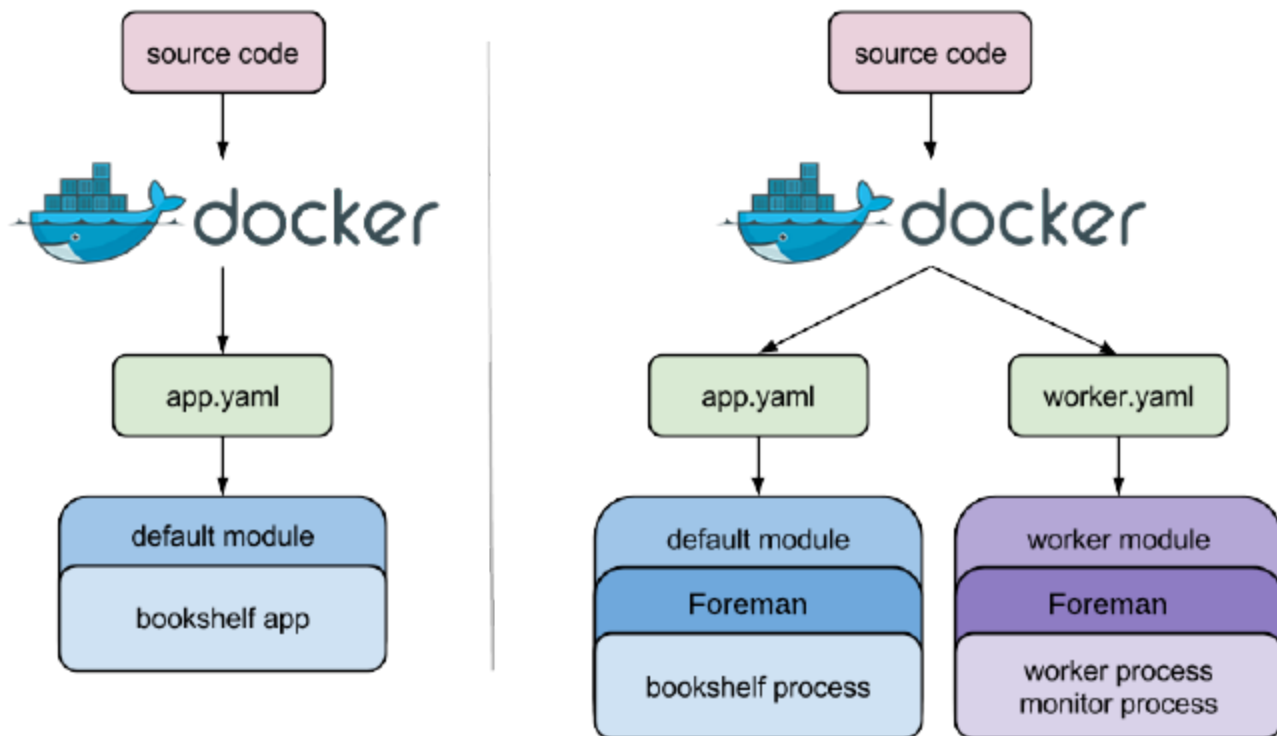 source code
docker
app.yaml
default module
bookshelf app
source code
docker
app.yaml
worker.yaml
default module
Foreman
bookshelf process
worker module
Foreman
worker process
monitor process